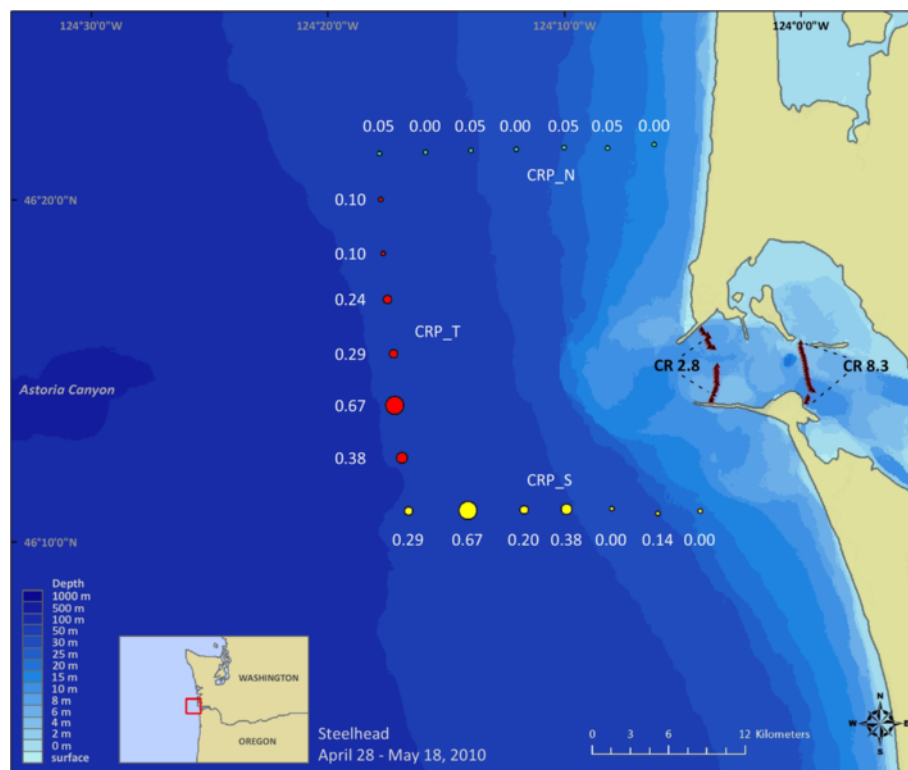 124°30'0"W 124°20'0"W 124°10'0"W 124°0'0"W
0.05 0.00 0.05 0.00 0.05 0.05 0.00
CRP_N
46°20'0"N
0.10
0.10
0.24
CRP_T
0.29
CR 2.8
CR 8.3
Astoria Canyon
0.67
0.38
CRP_S
0.29 0.67 0.20 0.38 0.00 0.14 0.00
46°10'0"N
Depth
1000 m
500 m
100 m
50 m
30 m
25 m
20 m
15 m
10 m
8 m
6 m
4 m
2 m
0 m
surface
WASHINGTON
OREGON
Steelhead
April 28 - May 18, 2010
0 2 4 8 12 Kilometers
N
W E
S